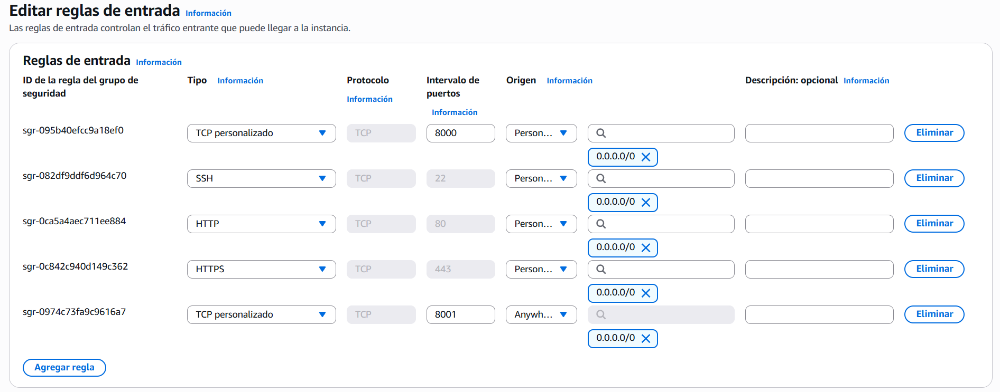 Editar reglas de entrada Información
Las reglas de entrada controlan el tráfico entrante que puede llegar a la instancia.
Reglas de entrada Información
ID de la regla del grupo de seguridad
Tipo Información
Protocolo
Información
Intervalo de puertos
Información
Origen Información
Descripción: opcional Información
sgr-095b40efcc9a18ef0 TCP personalizado TCP 8000 Person... Eliminar
0.0.0.0/0
sgr-082df9ddf6d964c70 SSH TCP 22 Person... Eliminar
0.0.0.0/0
sgr-0ca5a4aec711ee884 HTTP TCP 80 Person... Eliminar
0.0.0.0/0
sgr-0c842c940d149c362 HTTPS TCP 443 Person... Eliminar
0.0.0.0/0
sgr-0974c73fa9c9616a7 TCP personalizado TCP 8001 Anywh... Eliminar
0.0.0.0/0
Agregar regla